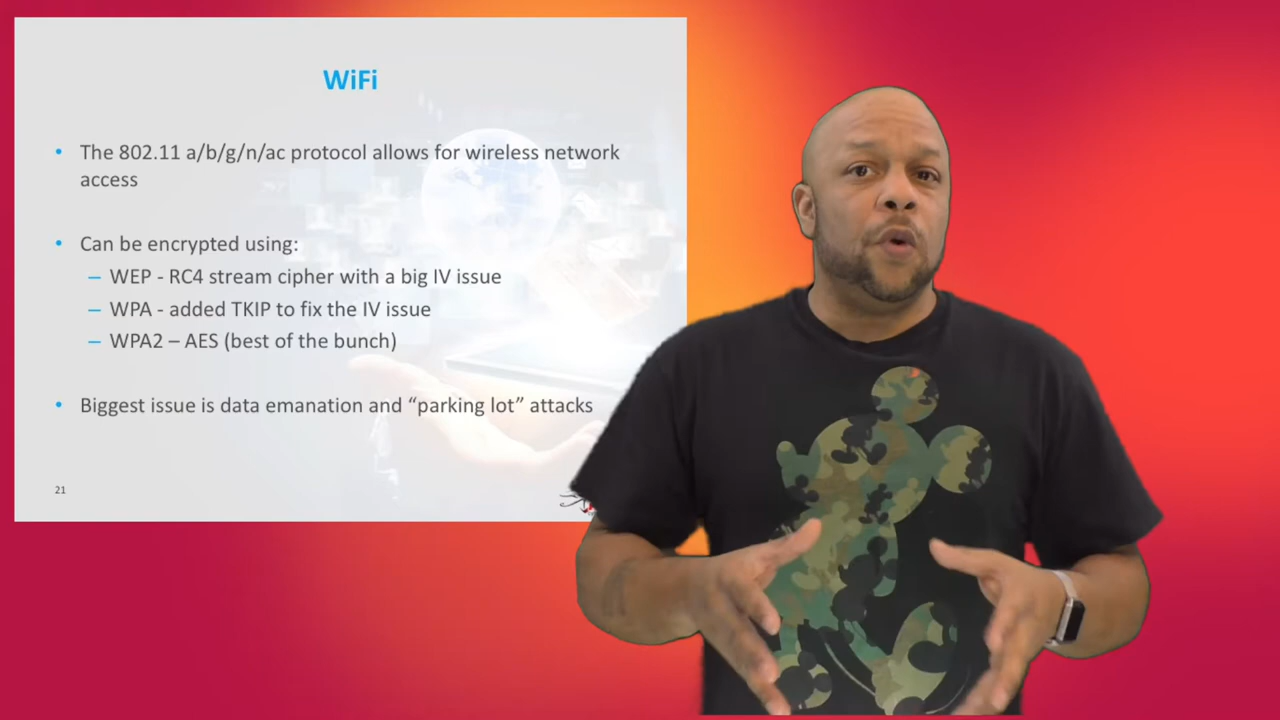 WiFi
• The 802.11 a/b/g/n/ac protocol allows for wireless network
access
• Can be encrypted using:
– WEP - RC4 stream cipher with a big IV issue
– WPA - added TKIP to fix the IV issue
– WPA2 – AES (best of the bunch)
• Biggest issue is data emanation and “parking lot” attacks
21